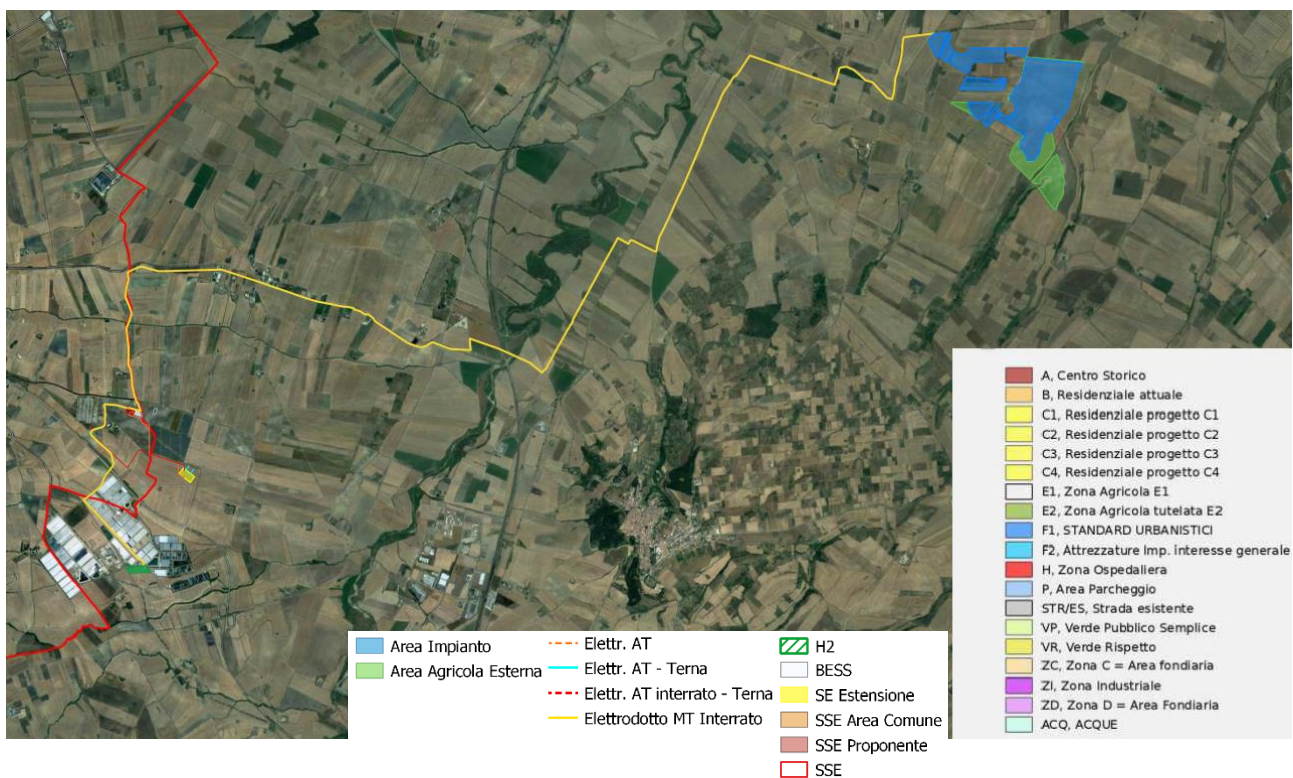 A, Centro Storico
B, Residenziale attuale
C1, Residenziale progetto C1
C2, Residenziale progetto C2
C3, Residenziale progetto C3
C4, Residenziale progetto C4
E1, Zona Agricola E1
E2, Zona Agricola tutelata E2
F1, STANDARD URBANISTICI
F2, Attrezzature Imp. interesse generale
H, Zona Ospedaliera
P, Area Parcheggio
STR/ES, Strada esistente
VP, Verde Pubblico Semplice
VR, Verde Rispetto
ZC, Zona C = Area fondiaria
ZI, Zona Industriale
ZD, Zona D = Area Fondiaria
ACQ, ACQUE
Area Impianto
Area Agricola Esterna
Elettr. AT
Elettr. AT - Terna
Elettr. AT interrato - Terna
Elettrodotto MT Interrato
H2
BESS
SE Estensione
SSE Area Comune
SSE Proponente
SSE